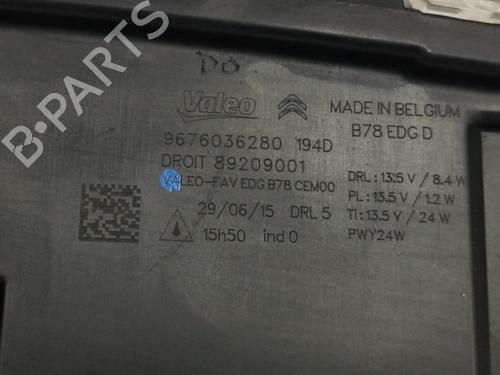 PO
Valeo
MADE IN BELGIUM
B78 EDG D
9676036280 194D
DROIT 89209001
VALEO-FAV EDG B78 CEM00
DRL : 13.5 V / 8.4 W
PL : 13.5 V / 1.2 W
TI : 13.5 V / 24 W
PWY24W
29/06/15 DRL 5
15h50 ind 0
B-PARTS